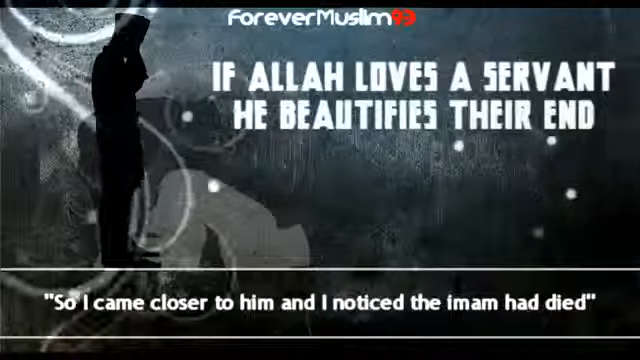 ForeverMuslim93
IF ALLAH LOVES A SERVANT
HE BEAUTIFIES THEIR END
"So I came closer to him and I noticed the imam had died"